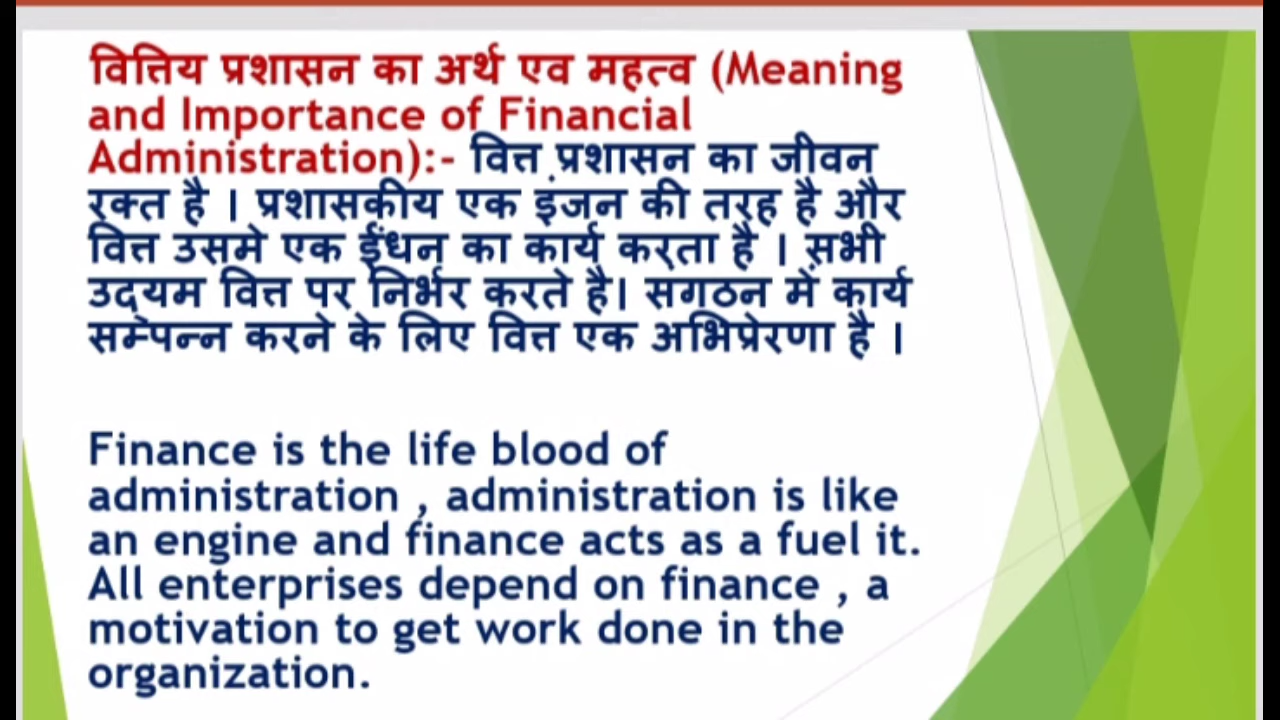 वित्तिय प्रशासन का अर्थ एव महत्व (Meaning
and Importance of Financial
Administration):- वित्त प्रशासन का जीवन
रक्त है । प्रशासकीय एक इंजन की तरह है और
वित्त उसमे एक ईंधन का कार्य करता है । सभी
उद्यम वित्त पर निर्भर करते है। सगठन में कार्य
सम्पन्न करने के लिए वित्त एक अभिप्रेरणा है ।
Finance is the life blood of
administration , administration is like
an engine and finance acts as a fuel it.
All enterprises depend on finance , a
motivation to get work done in the
organization.